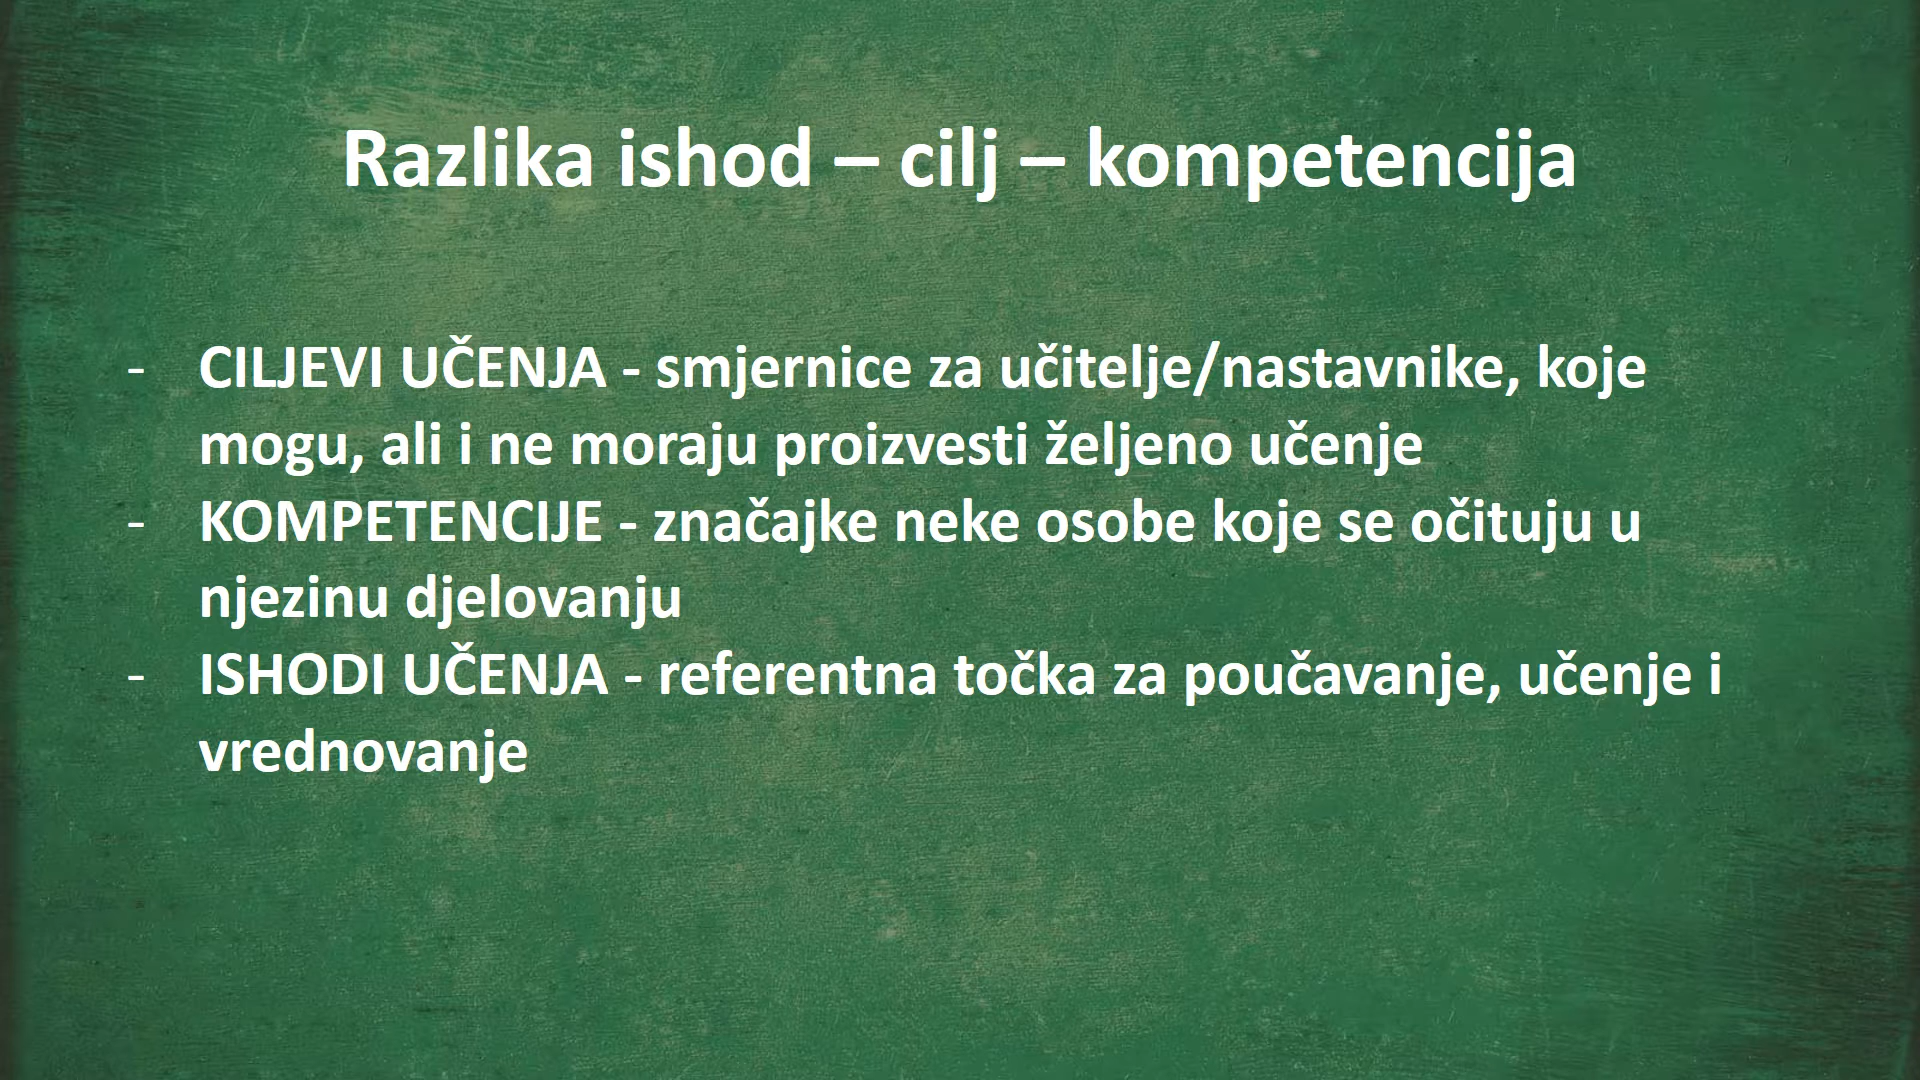 Razlika ishod – cilj – kompetencija
- CILJEVI UČENJA - smjernice za učitelje/nastavnike, koje
mogu, ali i ne moraju proizvesti željeno učenje
- KOMPETENCIJE - značajke neke osobe koje se očituju u
njezinu djelovanju
- ISHODI UČENJA - referentna točka za poučavanje, učenje i
vrednovanje